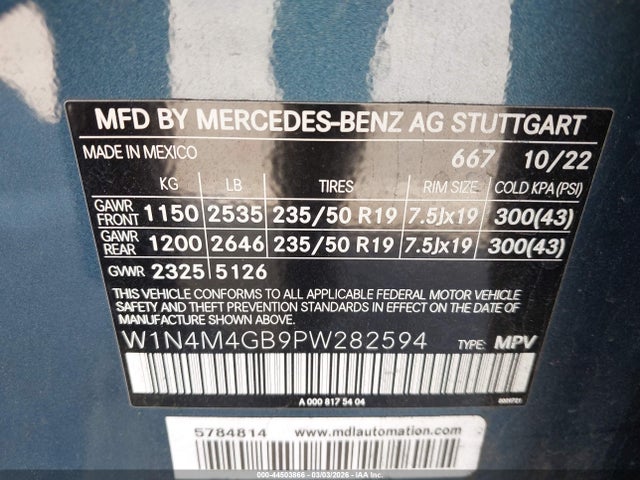 MFD BY MERCEDES-BENZ AG STUTTGART
MADE IN MEXICO 667 10/22
KG LB TIRES RIM SIZE COLD KPA(PSI)
GAWR FRONT 1150 2535 235/50 R19 7.5Jx19 300(43)
GAWR REAR 1200 2646 235/50 R19 7.5Jx19 300(43)
GVWR 2325 5126
THIS VEHICLE CONFORMS TO ALL APPLICABLE FEDERAL MOTOR VEHICLE
SAFETY AND THEFT PREVENTION STANDARDS IN EFFECT ON THE DATE OF
MANUFACTURE SHOWN ABOVE.
W1N4M4GB9PW282594 MPV
A 000 817 54 04
5784814 www.mdlautomation.com
000-44503866 - 03/03/2026 - IAA Inc.